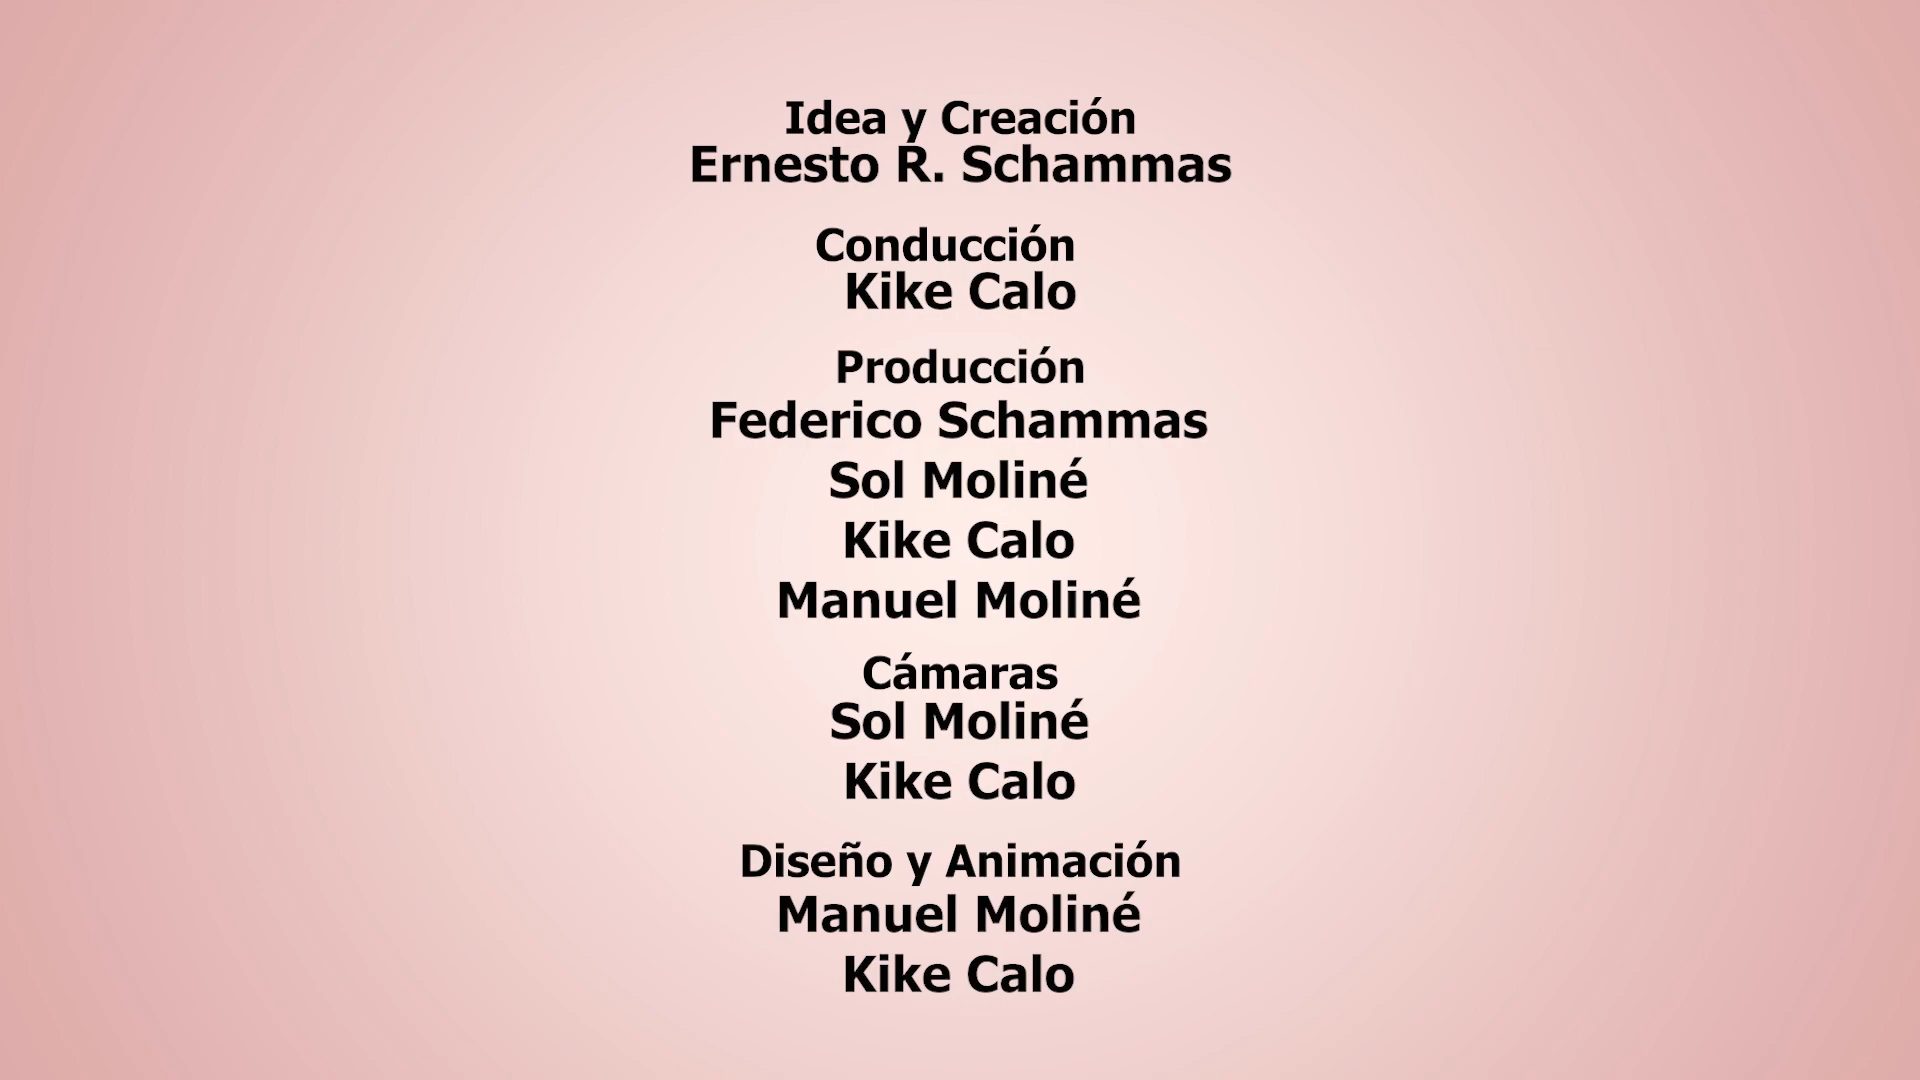 Idea y Creación
Ernesto R. Schammas
Conducción
Kike Calo
Producción
Federico Schammas
Sol Moliné
Kike Calo
Manuel Moliné
Cámaras
Sol Moliné
Kike Calo
Diseño y Animación
Manuel Moliné
Kike Calo